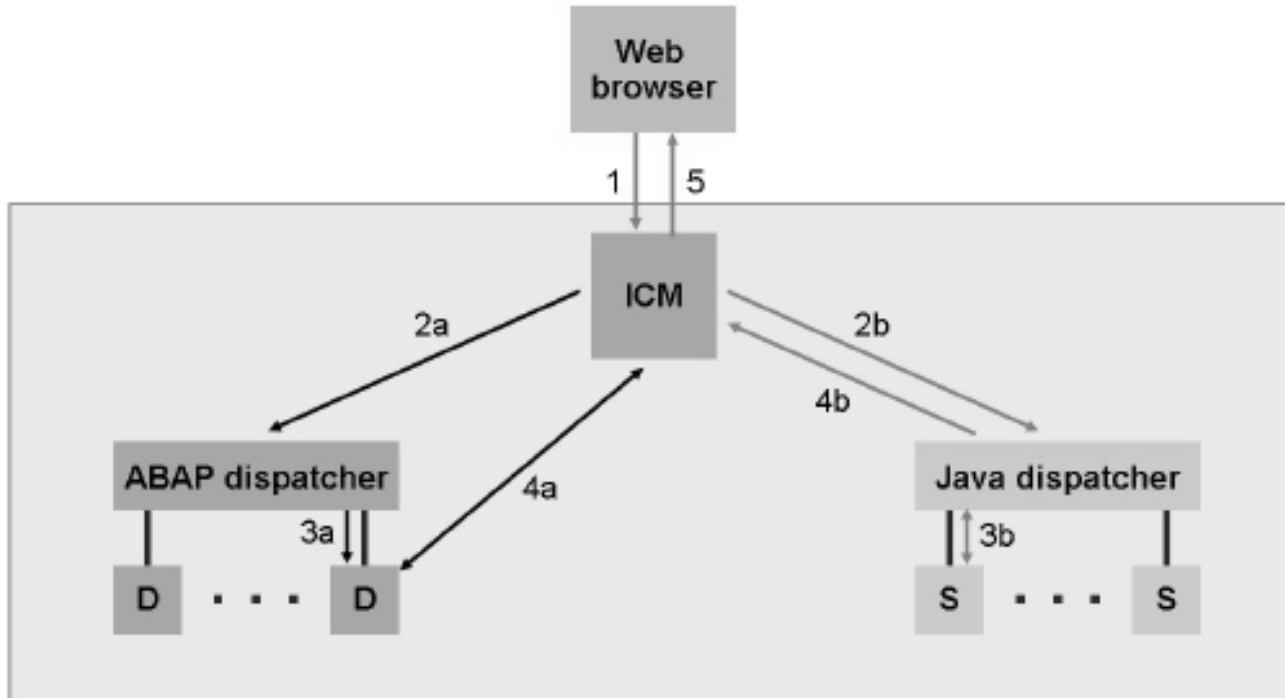 Web
browser
1
5
ICM
2a
2b
4b
ABAP dispatcher
4a
Java dispatcher
3a
3b
D . . . D
S . . . S